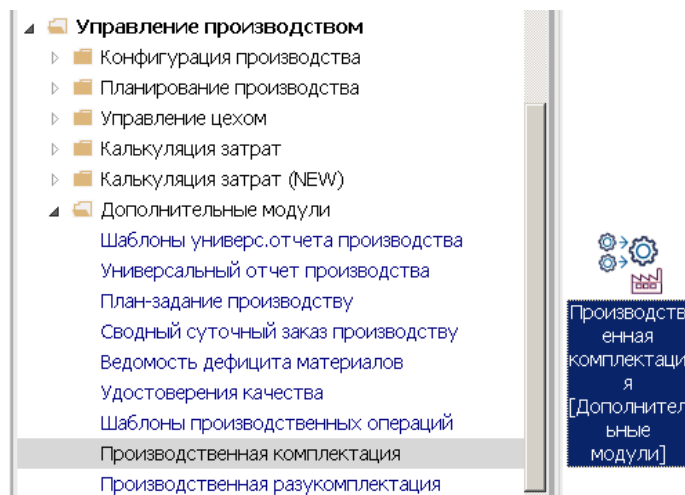 Управление производством
Конфигурация производства
Планирование производства
Управление цехом
Калькуляция затрат
Калькуляция затрат (NEW)
Дополнительные модули
Шаблоны универс.отчета производства
Универсальный отчет производства
План-задание производству
Сводный суточный заказ производству
Ведомость дефицита материалов
Удостоверения качества
Шаблоны производственных операций
Производственная комплектация
Производственная разукомплектация
Производств
енная
комплектаци
я
[Дополнител
ьные
модули]